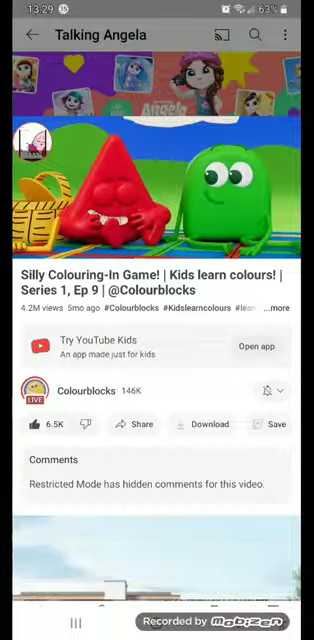 13.29 35 63%
Talking Angela
Angela
Silly Colouring-In Game! | Kids learn colours! |
Series 1, Ep 9 | @Colourblocks
4.2M views 5mo ago #Colourblocks #Kidslearncolours #lear ...more
Try YouTube Kids
An app made just for kids
Open app
Colourblocks 146K
LIVE
6.5K Share Download Save
Comments
Restricted Mode has hidden comments for this video.
Recorded by Mobizen